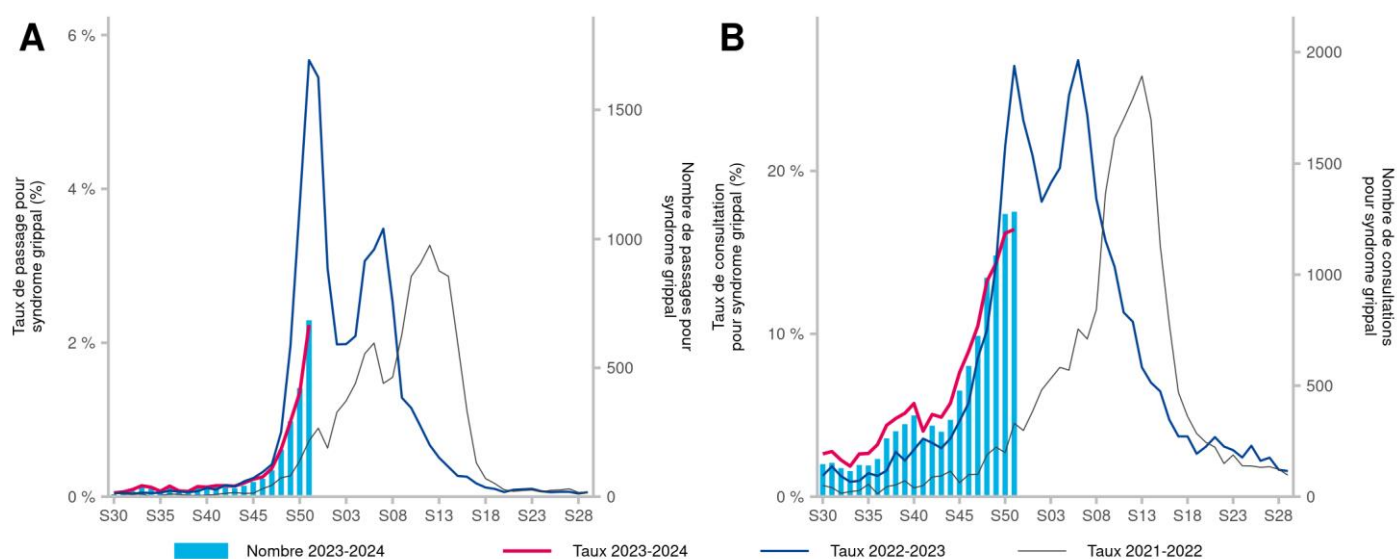 A
6 %
4 %
2 %
0 %
Taux de passage pour
syndrome grippal (%)
1500
1000
500
0
Nombre de passages pour
syndrome grippal
S30
S35
S40
S45
S50
S03
S08
S13
S18
S23
S28
B
20 %
10 %
0 %
Taux de consultation
pour syndrome grippal (%)
2000
1500
1000
500
0
Nombre de consultations
pour syndrome grippal
S30
S35
S40
S45
S50
S03
S08
S13
S18
S23
S28
Nombre 2023-2024
Taux 2023-2024
Taux 2022-2023
Taux 2021-2022